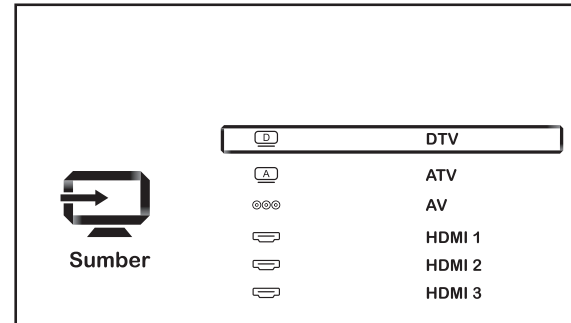 D DTV
A ATV
AV
HDMI 1
HDMI 2
HDMI 3
Sumber